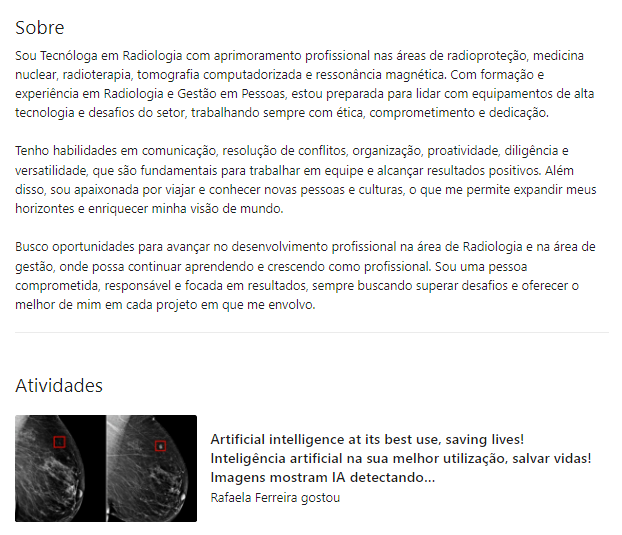 Sobre
Sou Tecnóloga em Radiologia com aprimoramento profissional nas áreas de radioproteção, medicina
nuclear, radioterapia, tomografia computadorizada e ressonância magnética. Com formação e
experiência em Radiologia e Gestão em Pessoas, estou preparada para lidar com equipamentos de alta
tecnologia e desafios do setor, trabalhando sempre com ética, comprometimento e dedicação.
Tenho habilidades em comunicação, resolução de conflitos, organização, proatividade, diligência e
versatilidade, que são fundamentais para trabalhar em equipe e alcançar resultados positivos. Além
disso, sou apaixonada por viajar e conhecer novas pessoas e culturas, o que me permite expandir meus
horizontes e enriquecer minha visão de mundo.
Busco oportunidades para avançar no desenvolvimento profissional na área de Radiologia e na área de
gestão, onde possa continuar aprendendo e crescendo como profissional. Sou uma pessoa
comprometida, responsável e focada em resultados, sempre buscando superar desafios e oferecer o
melhor de mim em cada projeto em que me envolvo.
Atividades
Artificial intelligence at its best use, saving lives!
Inteligência artificial na sua melhor utilização, salvar vidas!
Imagens mostram IA detectando...
Rafaela Ferreira gostou